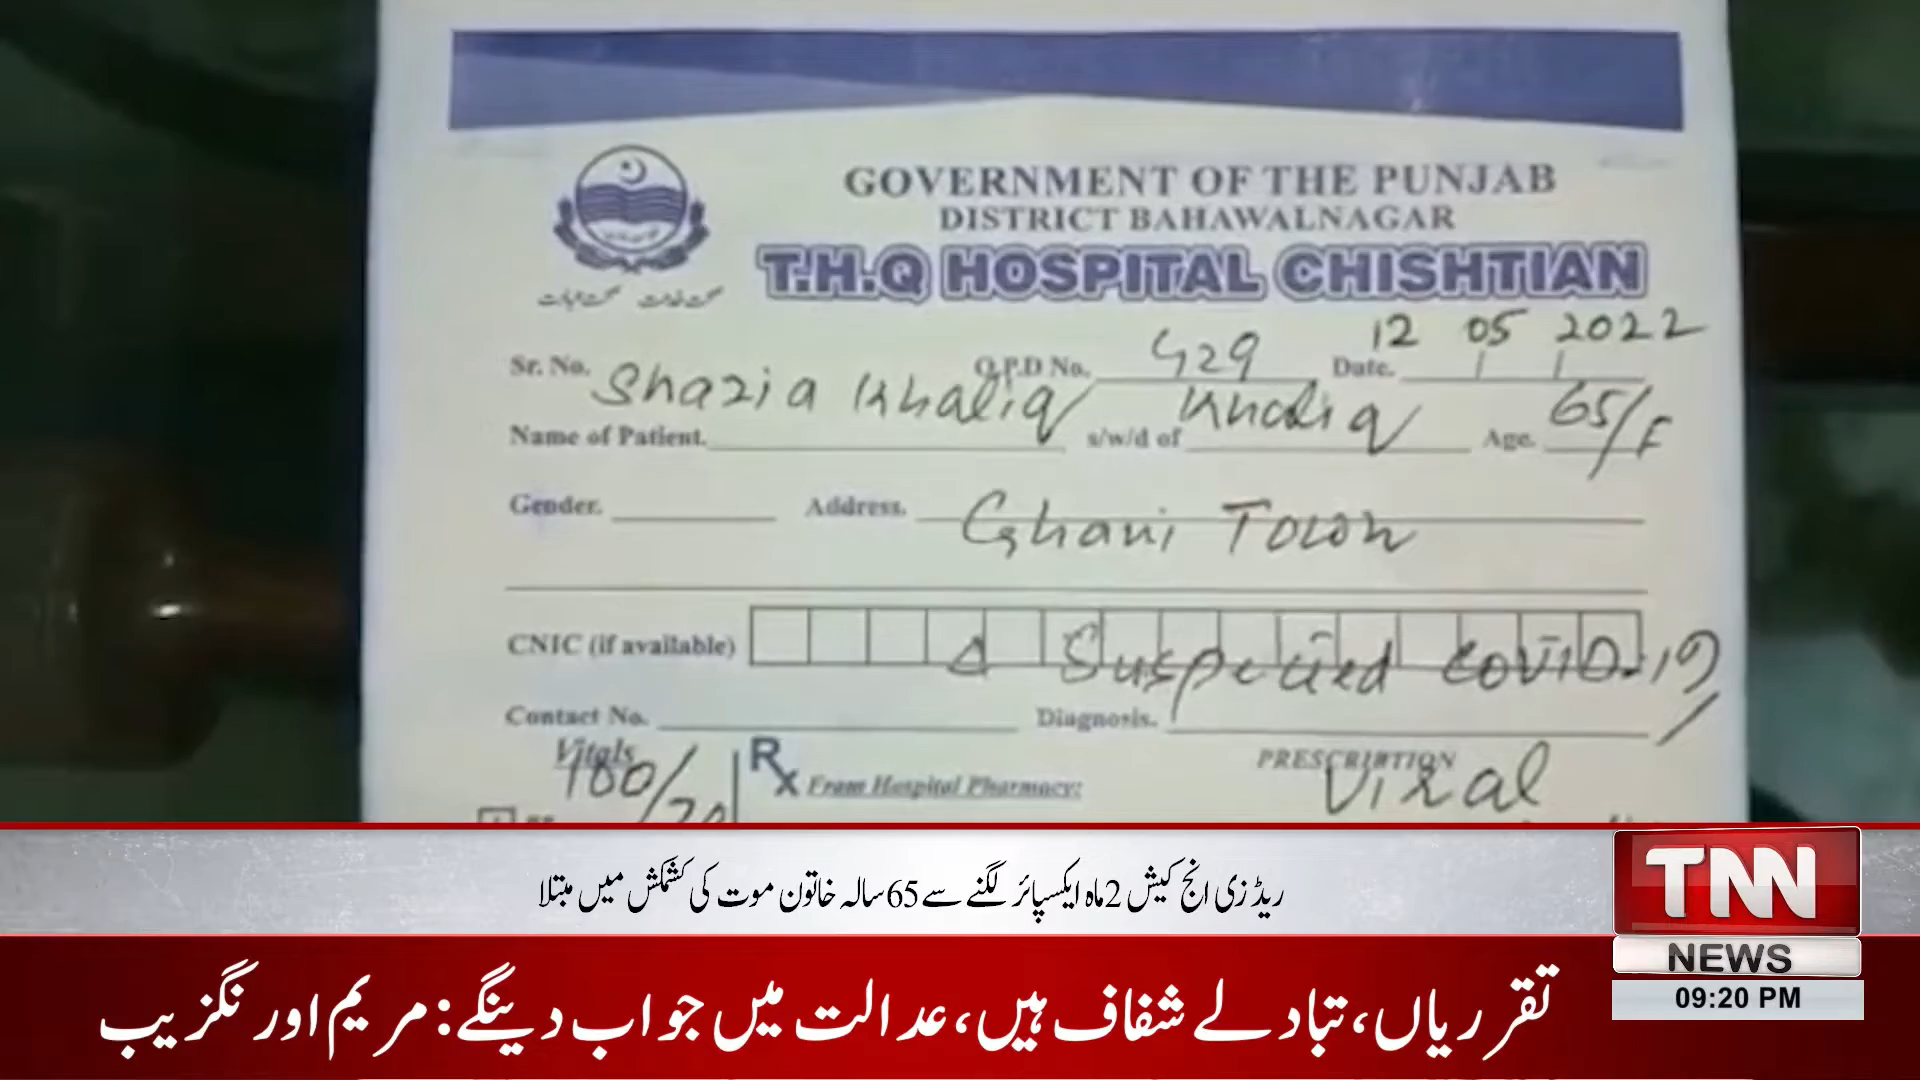 GOVERNMENT OF THE PUNJAB
DISTRICT BAHAWALNAGAR
T.H.Q HOSPITAL CHISHTIAN
Sr. No. O.P.D No. 429 Date. 12 05 2022
Name of Patient. Shazia Khaliq s/w/d of Khaliq Age. 65/F
Gender. Address. Ghani Town
CNIC (if available)
Δ Suspected COVID-19
Contact No. Diagnosis.
Vitals Rx From Hospital Pharmacy: PRESCRIPTION
100/70 Viral
ریڈزی انج کیش 2ماہ ایکسپائر لگنے سے 65 سالہ خاتون موت کی کشمکش میں مبتلا
تقرریاں، تبادلے شفاف ہیں، عدالت میں جواب دینگے: مریم اورنگزیب
TNN
NEWS
09:20 PM